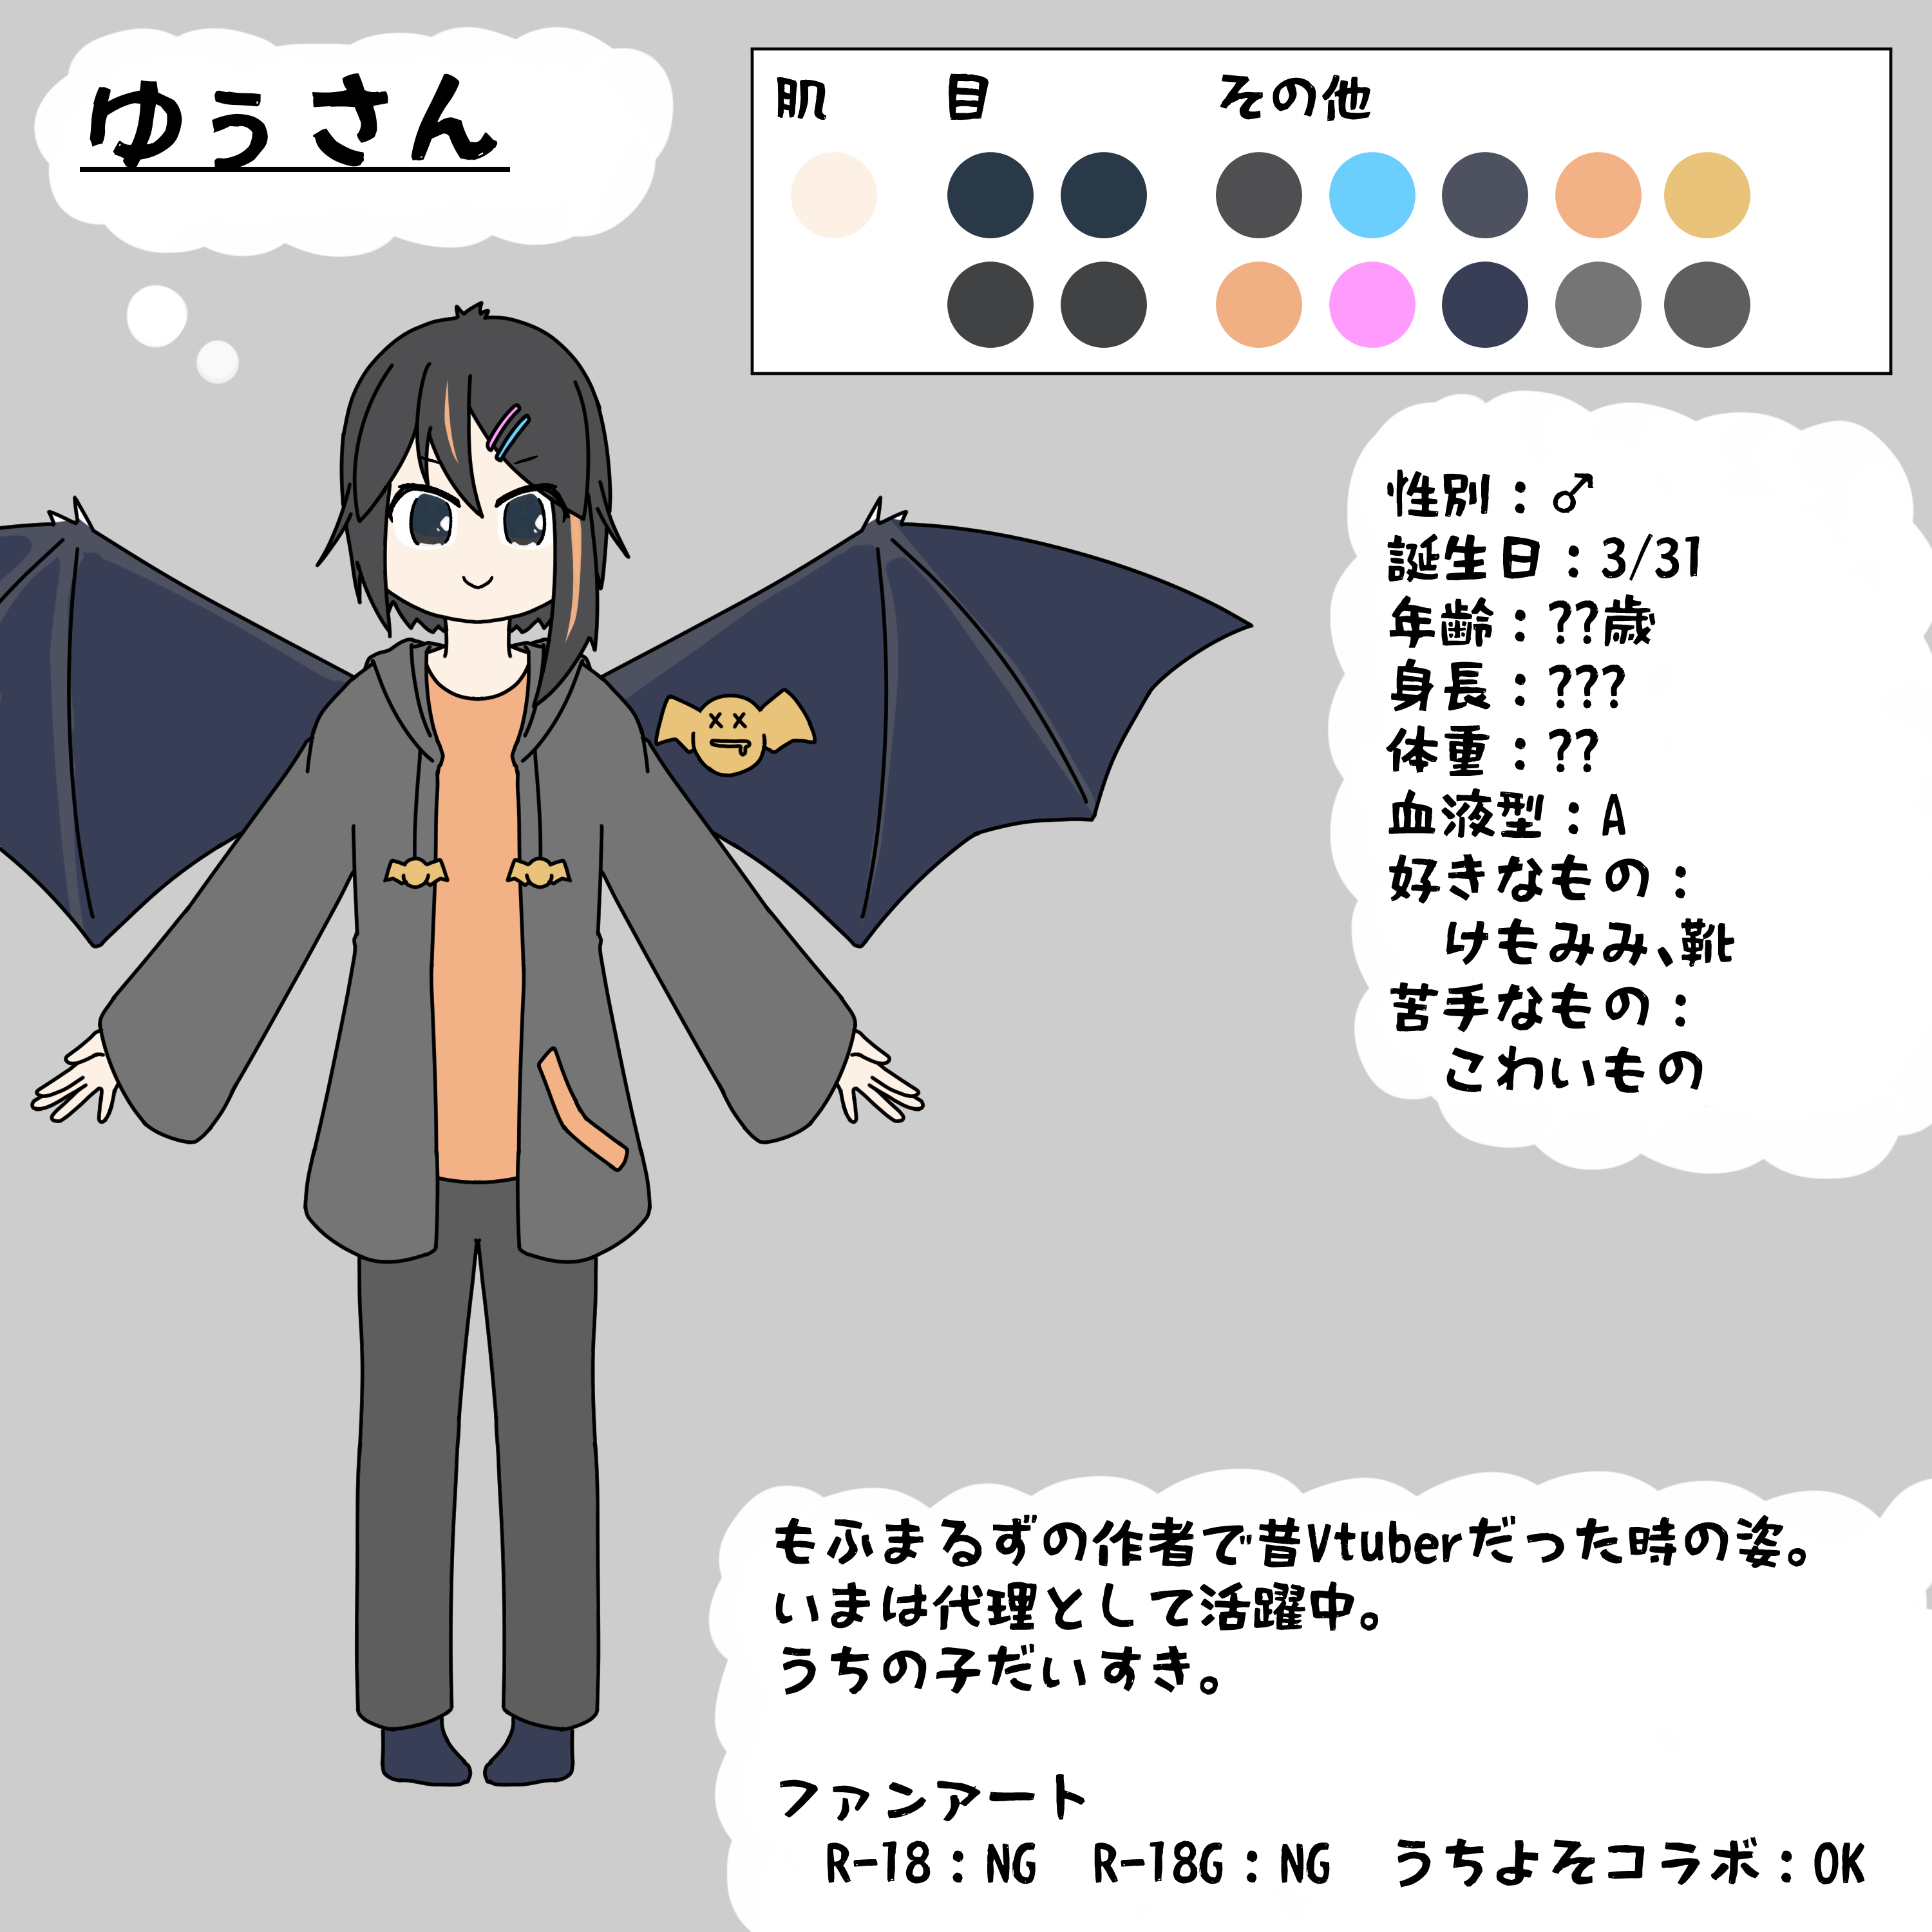 ゆうさん
肌 目 その他
性別：♂
誕生日：3/31
年齢：??歳
身長：???
体重：??
血液型：A
好きなもの：
けもみみ、靴
苦手なもの：
こわいもの
もふまるずの作者で昔Vtuberだった時の姿。
いまは代理として活躍中。
うちの子だいすき。
ファンアート
R-18：NG R-18G：NG うちよそコラボ：OK